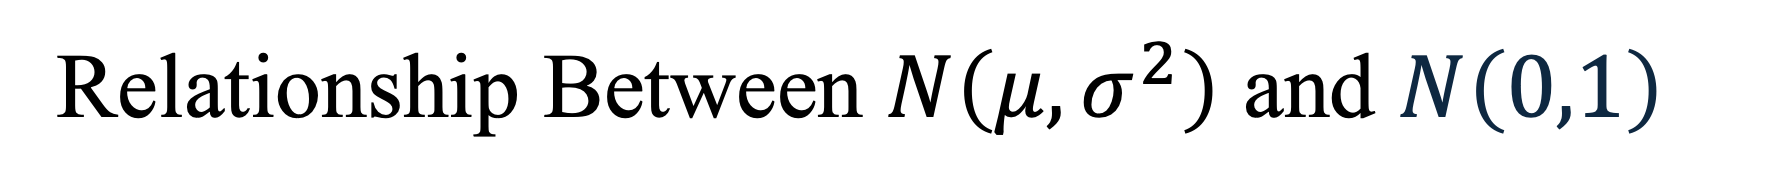 Relationship Between N(μ, σ²) and N(0,1)